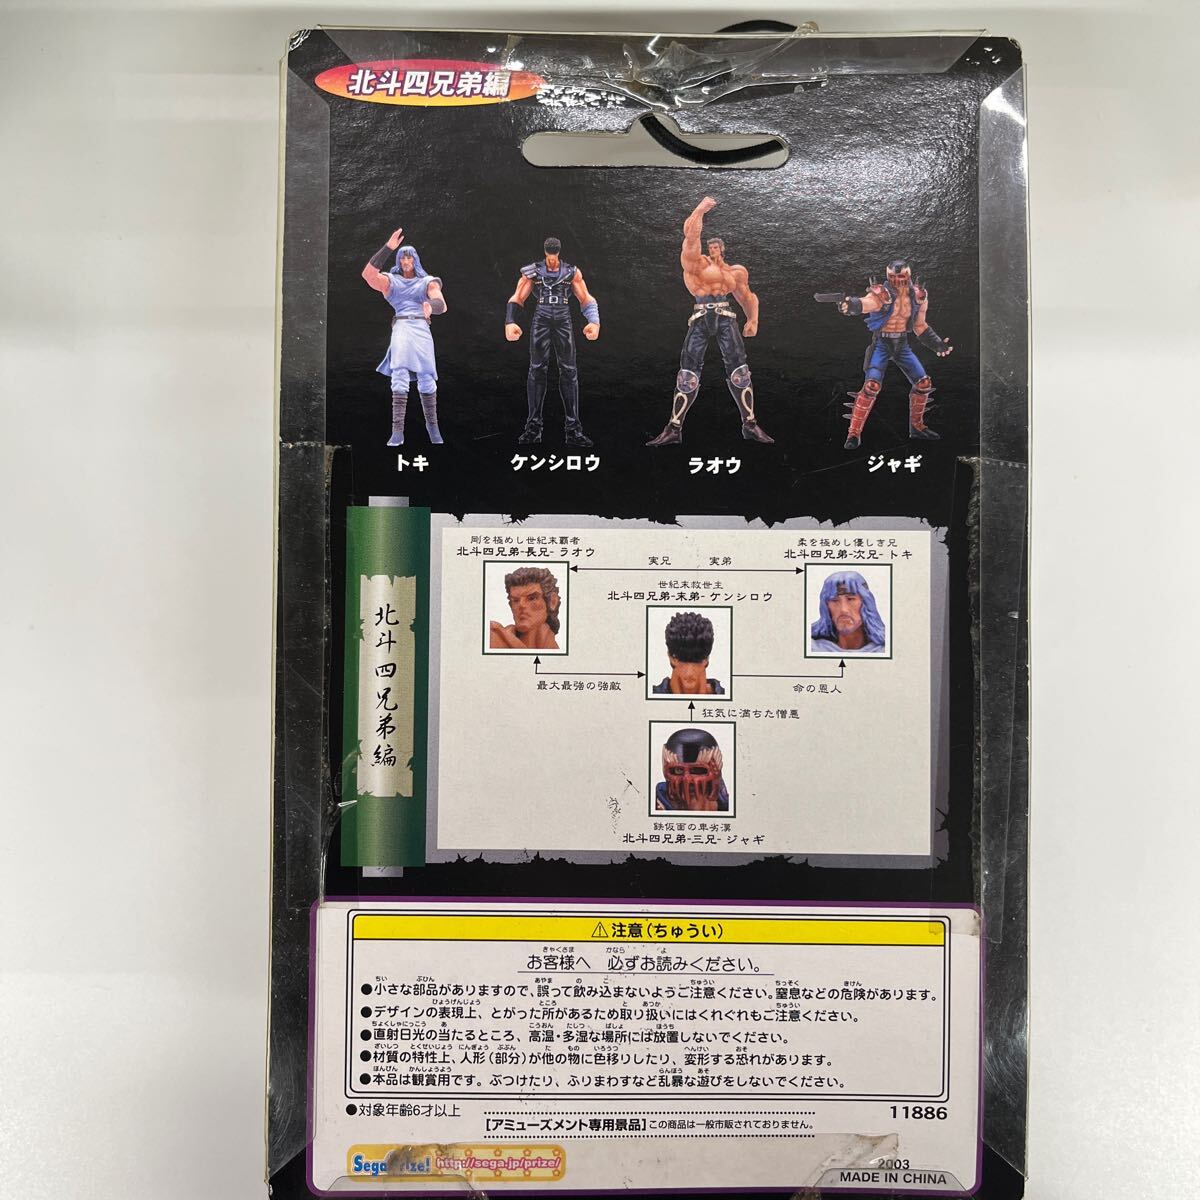 北斗四兄弟編
トキ
ケンシロウ
ラオウ
ジャギ
北斗四兄弟編
剛を極めし世紀末覇者
北斗四兄弟-長兄- ラオウ
実兄 実弟
柔を極めし優しき兄
北斗四兄弟-次兄- トキ
世紀末救世主
北斗四兄弟-末弟- ケンシロウ
最大最強の強敵
命の恩人
狂気に満ちた憎悪
鉄仮面の卑劣漢
北斗四兄弟-三兄- ジャギ
⚠注意(ちゅうい)
お客様へ 必ずお読みください。
●小さな部品がありますので、誤って飲み込まないようご注意ください。窒息などの危険があります。
●デザインの表現上、とがった所があるため取り扱いにはくれぐれもご注意ください。
●直射日光の当たるところ、高温・多湿な場所には放置しないでください。
●材質の特性上、人形(部分)が他の物に色移りしたり、変形する恐れがあります。
●本品は観賞用です。ぶつけたり、ふりまわすなど乱暴な遊びをしないでください。
●対象年齢6才以上
11886
[アミューズメント専用景品]この商品は一般市販されておりません。
Sega Prize! http://sega.jp/prize/
2003
MADE IN CHINA